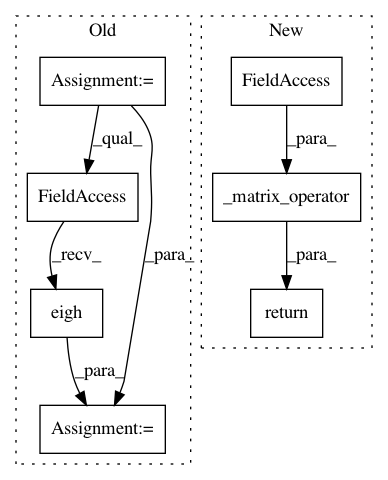 Old
New
Assignment:=
FieldAccess
_qual_
_para_
FieldAccess
_matrix_operator
_recv_
_para_
_para_
eigh
return
_para_
Assignment:=